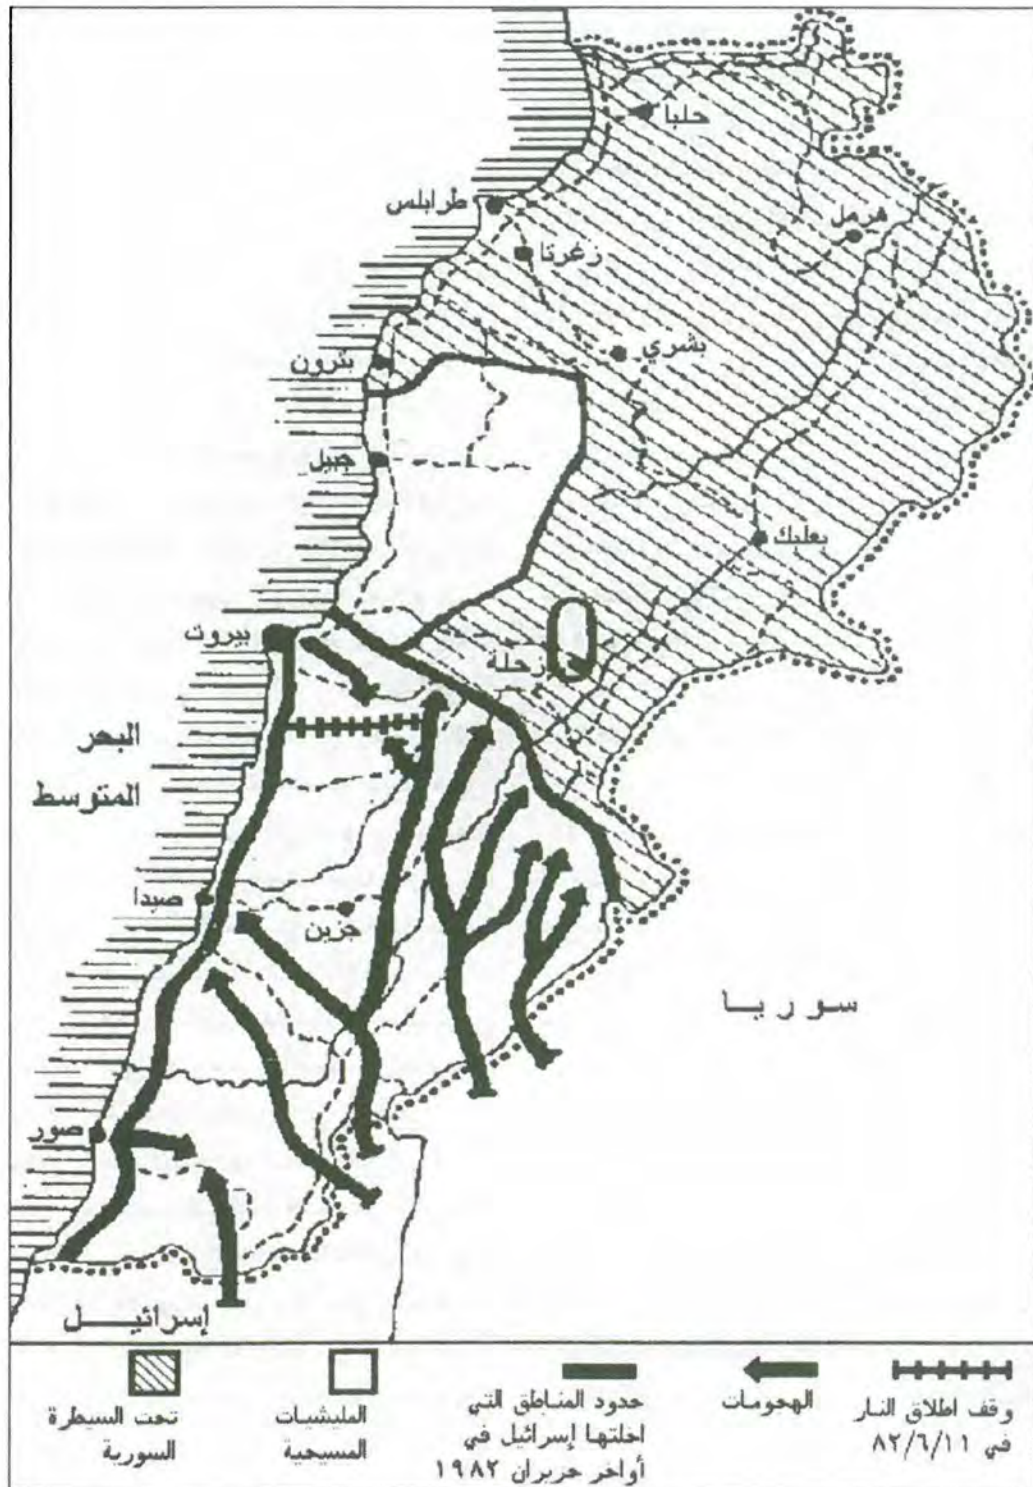 حلبا
طرابلس
هرمل
زغرتا
بشري
بترون
جبيل
بعلبك
بيروت
زحلة
البحر
المتوسط
صيدا
جزين
سوريا
صور
إسرائيل
وقف اطلاق النار
في ٨٢/٦/١١
الهجومات
حدود المناطق التي
احتلتها إسرائيل في
أواخر حزيران ١٩٨٢
المليشيات
المسيحية
تحت السيطرة
السورية